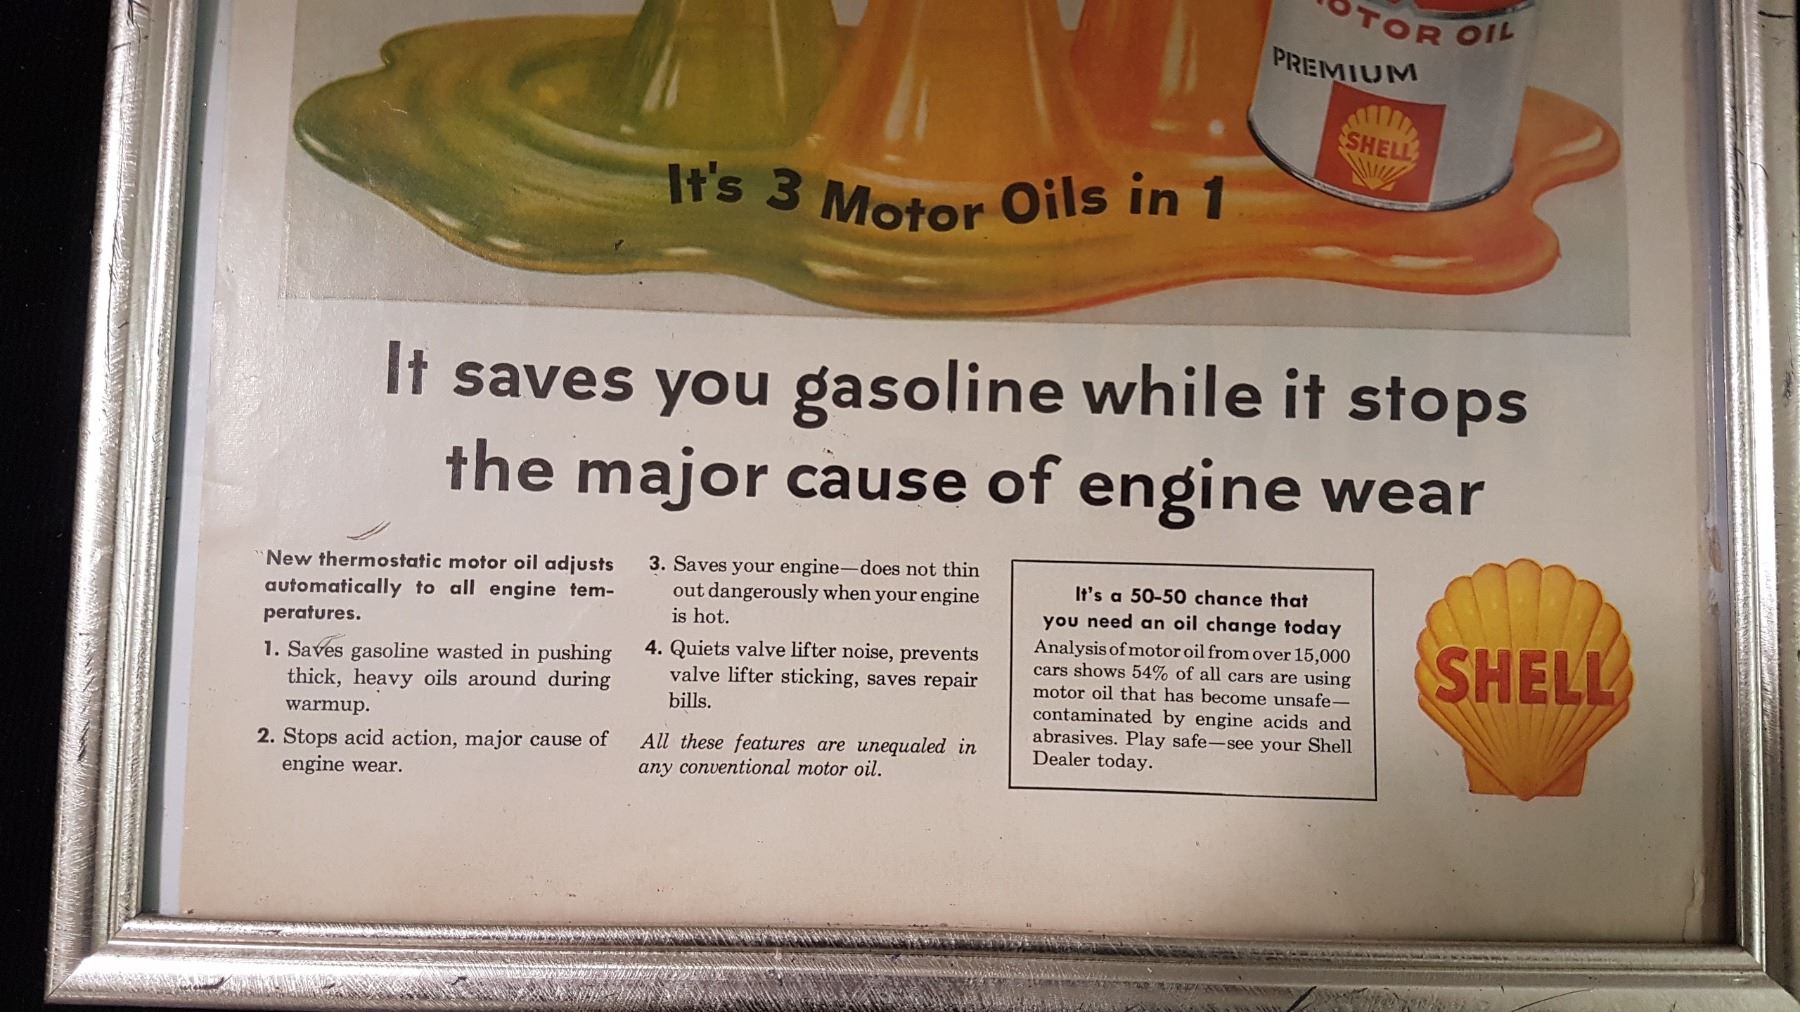 MOTOR OIL
PREMIUM
SHELL
It's 3 Motor Oils in 1
It saves you gasoline while it stops
the major cause of engine wear
New thermostatic motor oil adjusts
automatically to all engine tem-
peratures.
1. Saves gasoline wasted in pushing
thick, heavy oils around during
warmup.
2. Stops acid action, major cause of
engine wear.
3. Saves your engine—does not thin
out dangerously when your engine
is hot.
4. Quiets valve lifter noise, prevents
valve lifter sticking, saves repair
bills.
All these features are unequaled in
any conventional motor oil.
It's a 50-50 chance that
you need an oil change today
Analysis of motor oil from over 15,000
cars shows 54% of all cars are using
motor oil that has become unsafe—
contaminated by engine acids and
abrasives. Play safe—see your Shell
Dealer today.
SHELL